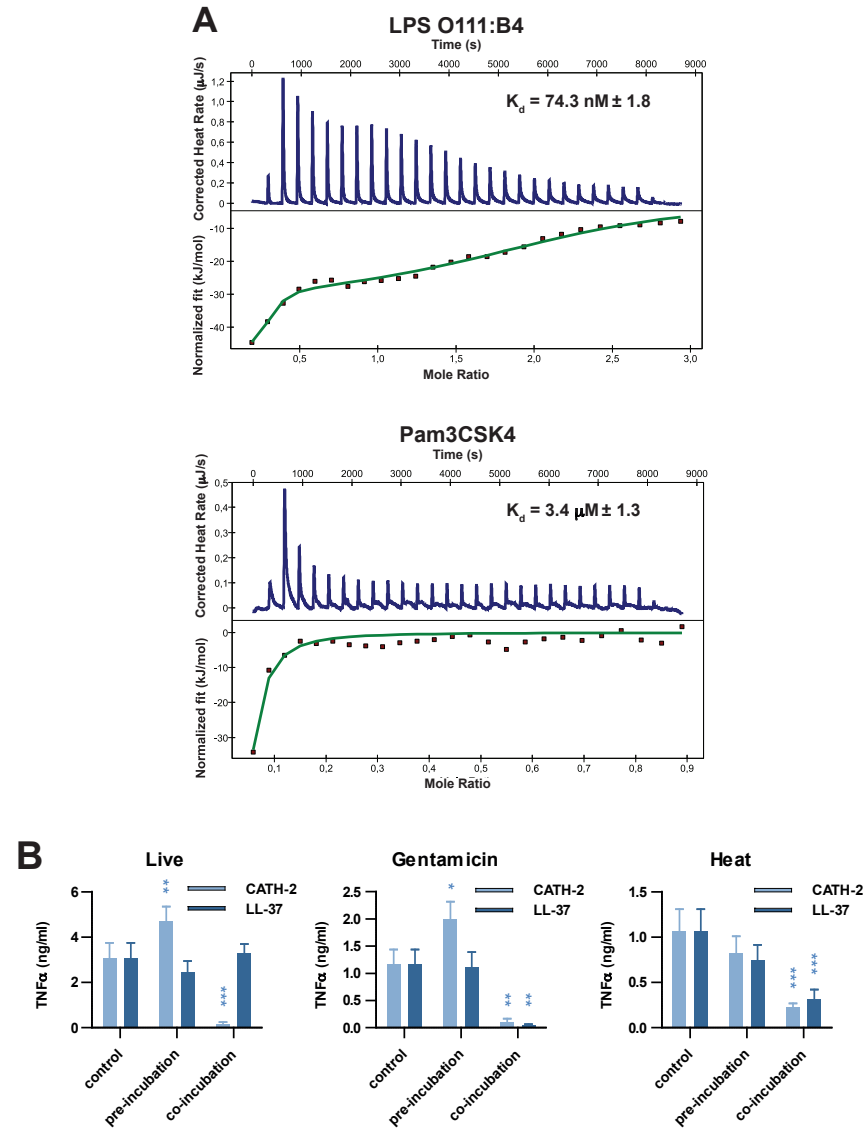 A
LPS O111:B4
Time (s)
0 1000 2000 3000 4000 5000 6000 7000 8000 9000
Corrected Heat Rate (μJ/s)
1,2
1,0
0,8
0,6
0,4
0,2
0
Kd = 74.3 nM ± 1.8
Normalized fit (kJ/mol)
-10
-20
-30
-40
0,5 1,0 1,5 2,0 2,5 3,0
Mole Ratio
Pam3CSK4
Time (s)
0 1000 2000 3000 4000 5000 6000 7000 8000 9000
Corrected Heat Rate (μJ/s)
0,5
0,4
0,3
0,2
0,1
0
Kd = 3.4 μM ± 1.3
Normalized fit (kJ/mol)
0
-10
-20
-30
0,1 0,2 0,3 0,4 0,5 0,6 0,7 0,8 0,9
Mole Ratio
B
Live
CATH-2
LL-37
TNFα (ng/ml)
6
4
2
0
**
***
control
pre-incubation
co-incubation
Gentamicin
CATH-2
LL-37
TNFα (ng/ml)
2.5
2.0
1.5
1.0
0.5
0.0
*
**
**
control
pre-incubation
co-incubation
Heat
CATH-2
LL-37
TNFα (ng/ml)
1.5
1.0
0.5
0.0
***
***
control
pre-incubation
co-incubation